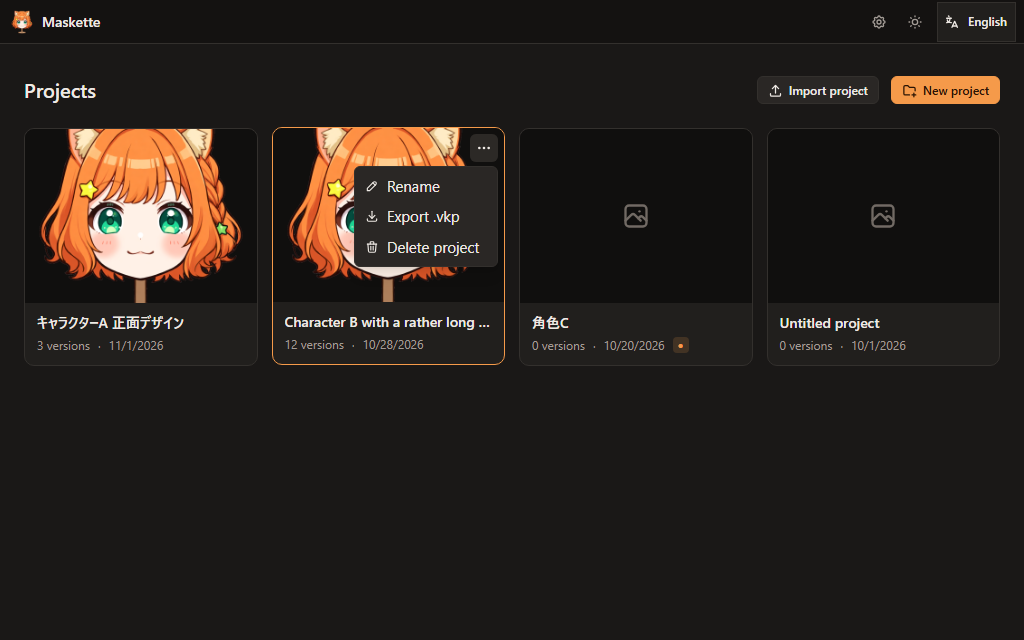 Maskette
English
Projects
Import project
New project
Rename
Export .vkp
Delete project
キャラクターA 正面デザイン
3 versions · 11/1/2026
Character B with a rather long ...
12 versions · 10/28/2026
角色C
0 versions · 10/20/2026
Untitled project
0 versions · 10/1/2026